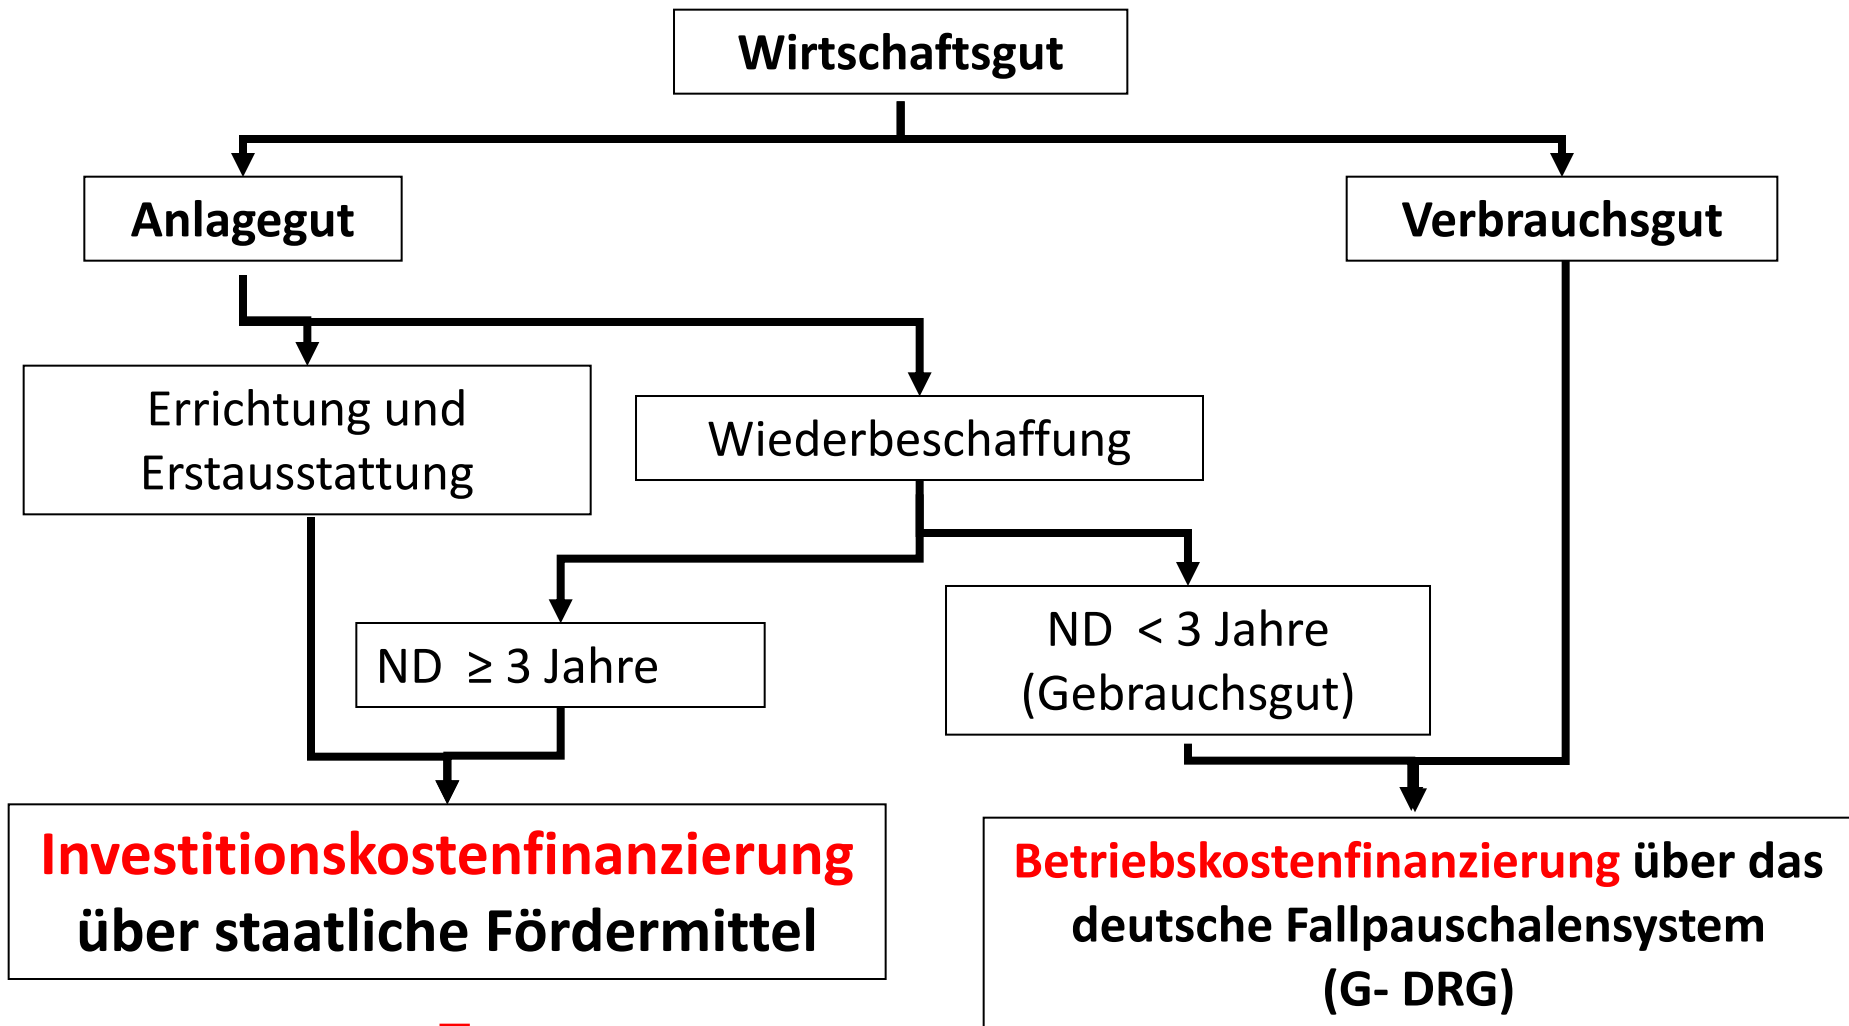 Wirtschaftsgut
Anlagegut
Verbrauchsgut
Errichtung und
Erstausstattung
Wiederbeschaffung
ND ≥ 3 Jahre
ND < 3 Jahre
(Gebrauchsgut)
Investitionskostenfinanzierung
über staatliche Fördermittel
Betriebskostenfinanzierung über das
deutsche Fallpauschalensystem
(G- DRG)